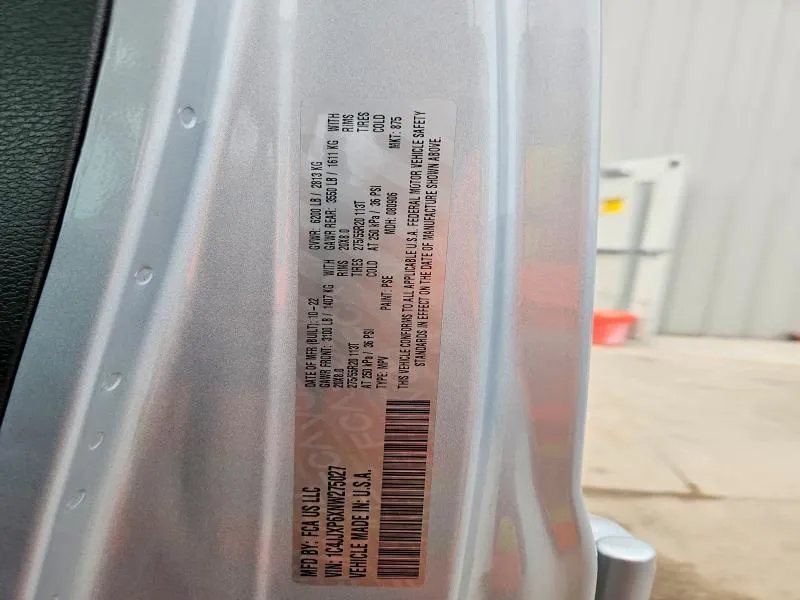 MFD BY: FCA US LLC
DATE OF MFR (BUILT): 10-22
GVWR: 6200 LB / 2813 KG
GAWR FRONT: 3100 LB / 1407 KG
GAWR REAR: 3550 LB / 1611 KG
WITH
20X8.0
RIMS
20X8.0
RIMS
275/55R20 113T
TIRES
275/55R20 113T
TIRES
AT 250 kPa / 36 PSI
COLD
AT 250 kPa / 36 PSI
COLD
VIN: 1C4JJXP6XNW275027
TYPE: MPV
PAINT: PSE
MDH: 080906
MKT: 875
VEHICLE MADE IN: U.S.A.
THIS VEHICLE CONFORMS TO ALL APPLICABLE U.S.A. FEDERAL MOTOR VEHICLE SAFETY
STANDARDS IN EFFECT ON THE DATE OF MANUFACTURE SHOWN ABOVE.